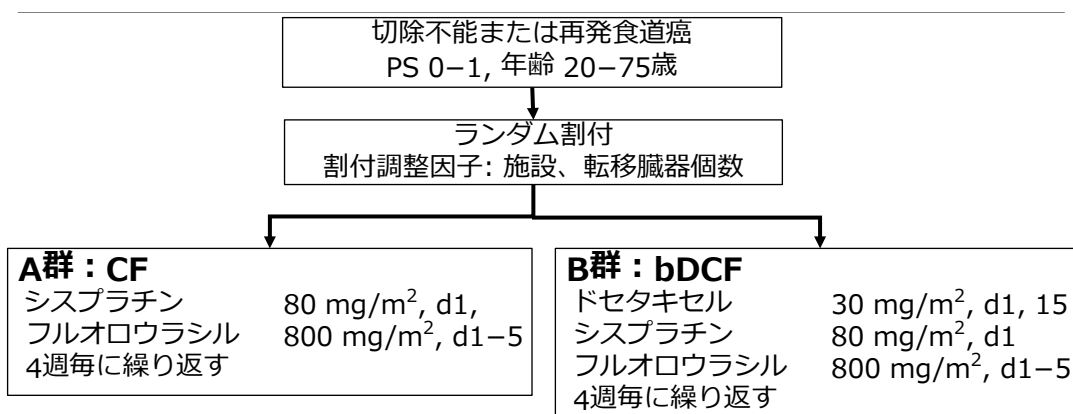 切除不能または再発食道癌
PS 0−1, 年齢 20−75歳
ランダム割付
割付調整因子: 施設、転移臓器個数
A群：CF
シスプラチン 80 mg/m², d1,
フルオロウラシル 800 mg/m², d1−5
4週毎に繰り返す
B群：bDCF
ドセタキセル 30 mg/m², d1, 15
シスプラチン 80 mg/m², d1
フルオロウラシル 800 mg/m², d1−5
4週毎に繰り返す